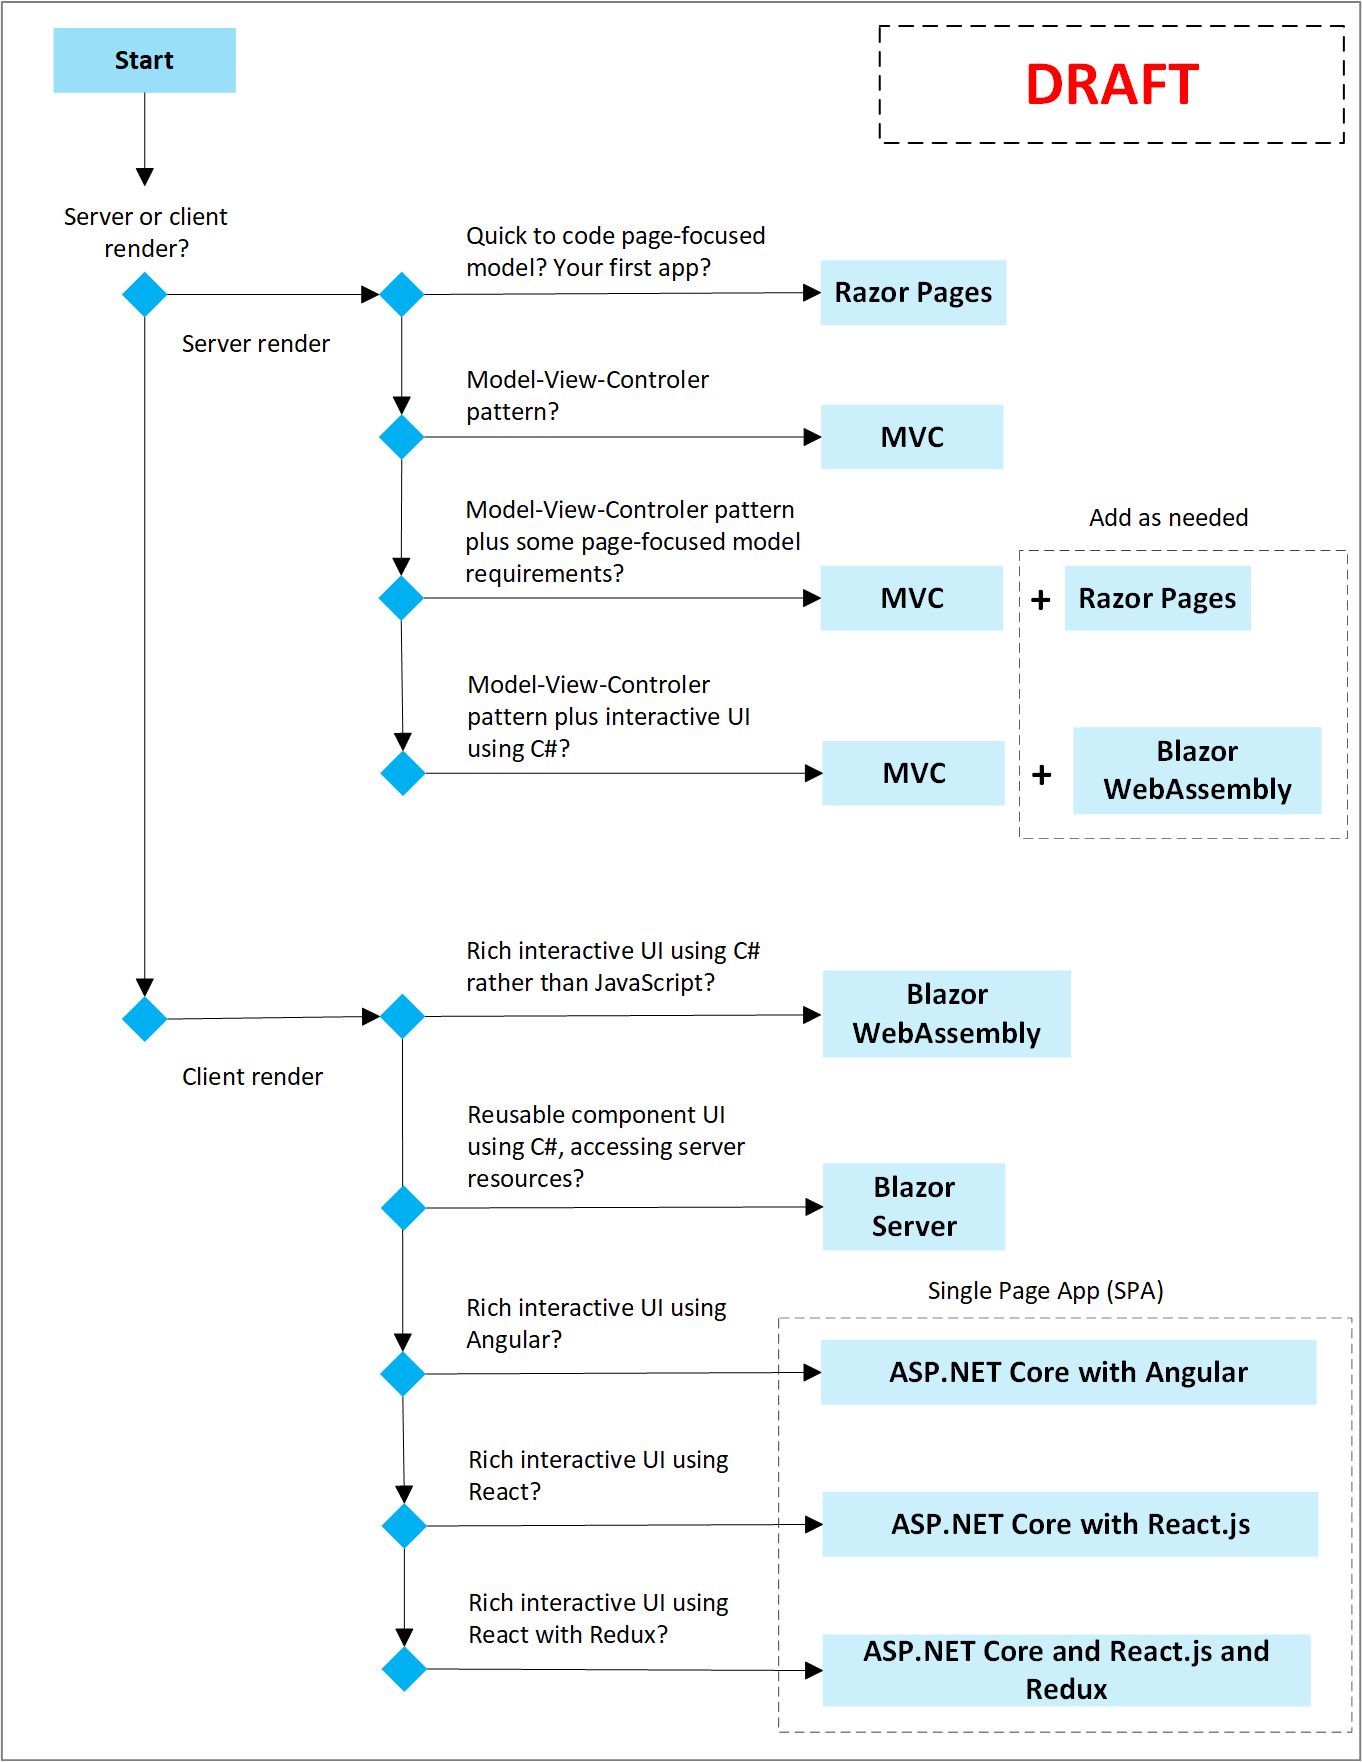 Start
DRAFT
Server or client
render?
Quick to code page-focused
model? Your first app?
Razor Pages
Server render
Model-View-Controler
pattern?
MVC
Model-View-Controler pattern
plus some page-focused model
requirements?
Add as needed
MVC
+
Razor Pages
Model-View-Controler
pattern plus interactive UI
using C#?
MVC
+
Blazor
WebAssembly
Rich interactive UI using C#
rather than JavaScript?
Blazor
WebAssembly
Client render
Reusable component UI
using C#, accessing server
resources?
Blazor
Server
Single Page App (SPA)
Rich interactive UI using
Angular?
ASP.NET Core with Angular
Rich interactive UI using
React?
ASP.NET Core with React.js
Rich interactive UI using
React with Redux?
ASP.NET Core and React.js and
Redux